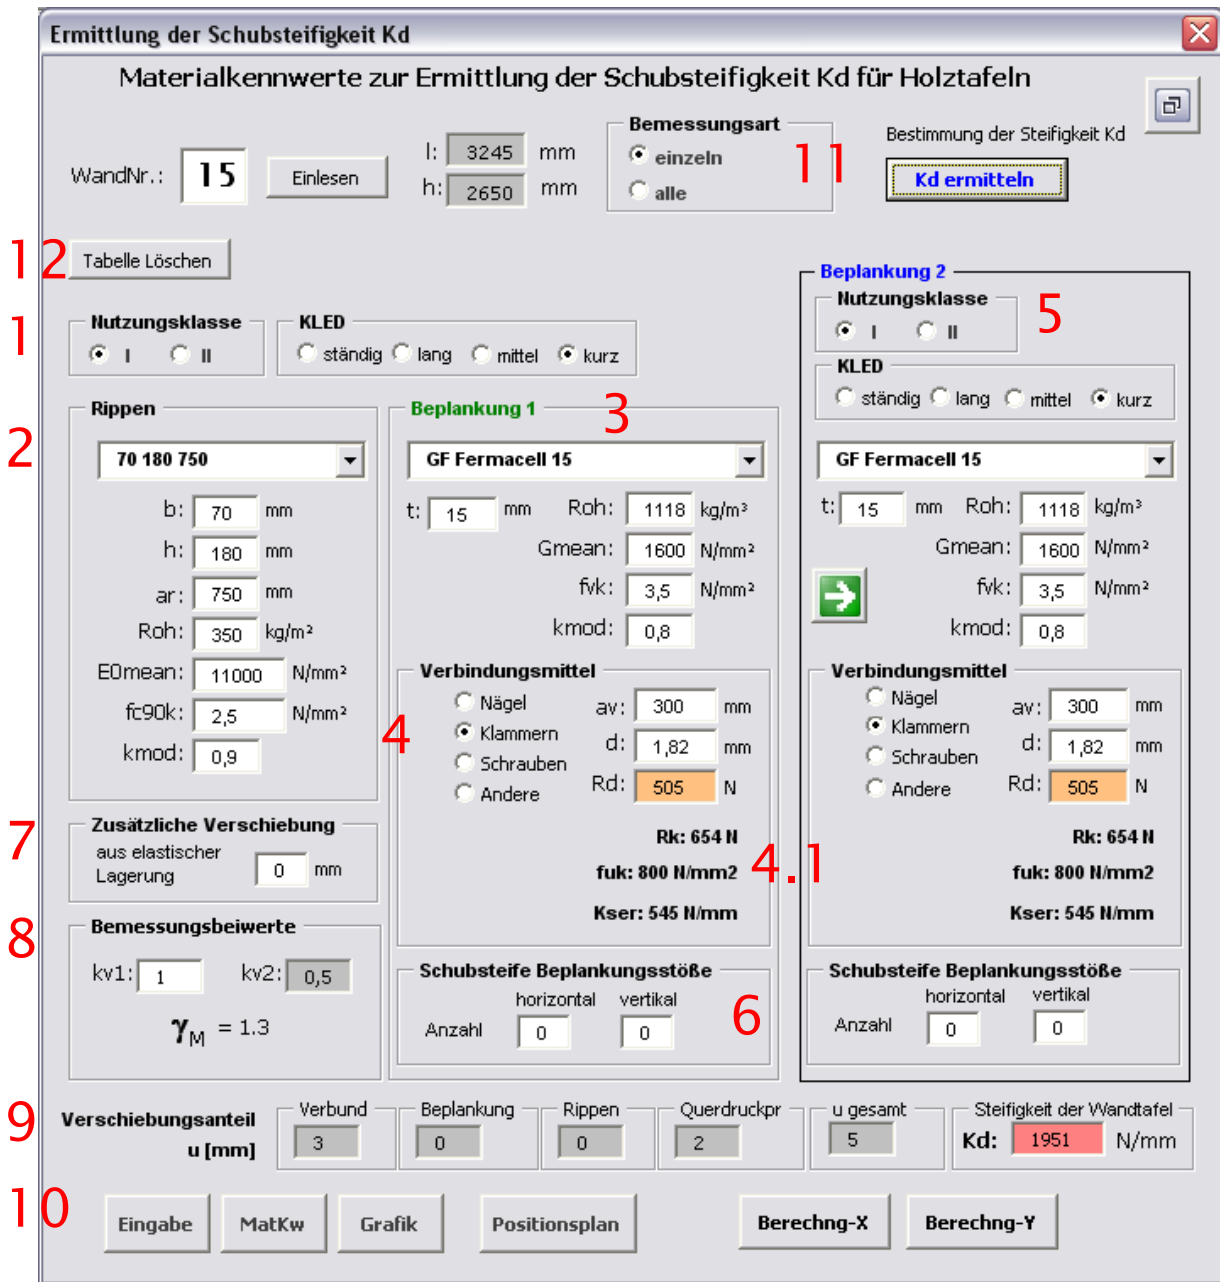 Ermittlung der Schubsteifigkeit Kd
Materialkennwerte zur Ermittlung der Schubsteifigkeit Kd für Holztafeln
WandNr.: 15 Einlesen
l: 3245 mm
h: 2650 mm
Bemessungsart
einzeln
alle
11
Bestimmung der Steifigkeit Kd
Kd ermitteln
12 Tabelle Löschen
1
Nutzungsklasse
I II
KLED
ständig lang mittel kurz
2
Rippen
70 180 750
b: 70 mm
h: 180 mm
ar: 750 mm
Roh: 350 kg/m²
E0mean: 11000 N/mm²
fc90k: 2,5 N/mm²
kmod: 0,9
7
Zusätzliche Verschiebung
aus elastischer
Lagerung 0 mm
8
Bemessungsbeiwerte
kv1: 1 kv2: 0,5
γM = 1.3
3
Beplankung 1
GF Fermacell 15
t: 15 mm Roh: 1118 kg/m³
Gmean: 1600 N/mm²
fvk: 3,5 N/mm²
kmod: 0,8
4
Verbindungsmittel
Nägel
Klammern
Schrauben
Andere
av: 300 mm
d: 1,82 mm
Rd: 505 N
4.1
Rk: 654 N
fuk: 800 N/mm2
Kser: 545 N/mm
Schubsteife Beplankungsstöße
horizontal vertikal
Anzahl 0 0
6
Beplankung 2
5
Nutzungsklasse
I II
KLED
ständig lang mittel kurz
GF Fermacell 15
t: 15 mm Roh: 1118 kg/m³
Gmean: 1600 N/mm²
fvk: 3,5 N/mm²
kmod: 0,8
Verbindungsmittel
Nägel
Klammern
Schrauben
Andere
av: 300 mm
d: 1,82 mm
Rd: 505 N
Rk: 654 N
fuk: 800 N/mm2
Kser: 545 N/mm
Schubsteife Beplankungsstöße
horizontal vertikal
Anzahl 0 0
9
Verschiebungsanteil
u [mm]
Verbund Beplankung Rippen Querdruckpr u gesamt Steifigkeit der Wandtafel
3 0 0 2 5 Kd: 1951 N/mm
10
Eingabe MatKw Grafik Positionsplan Berechng-X Berechng-Y